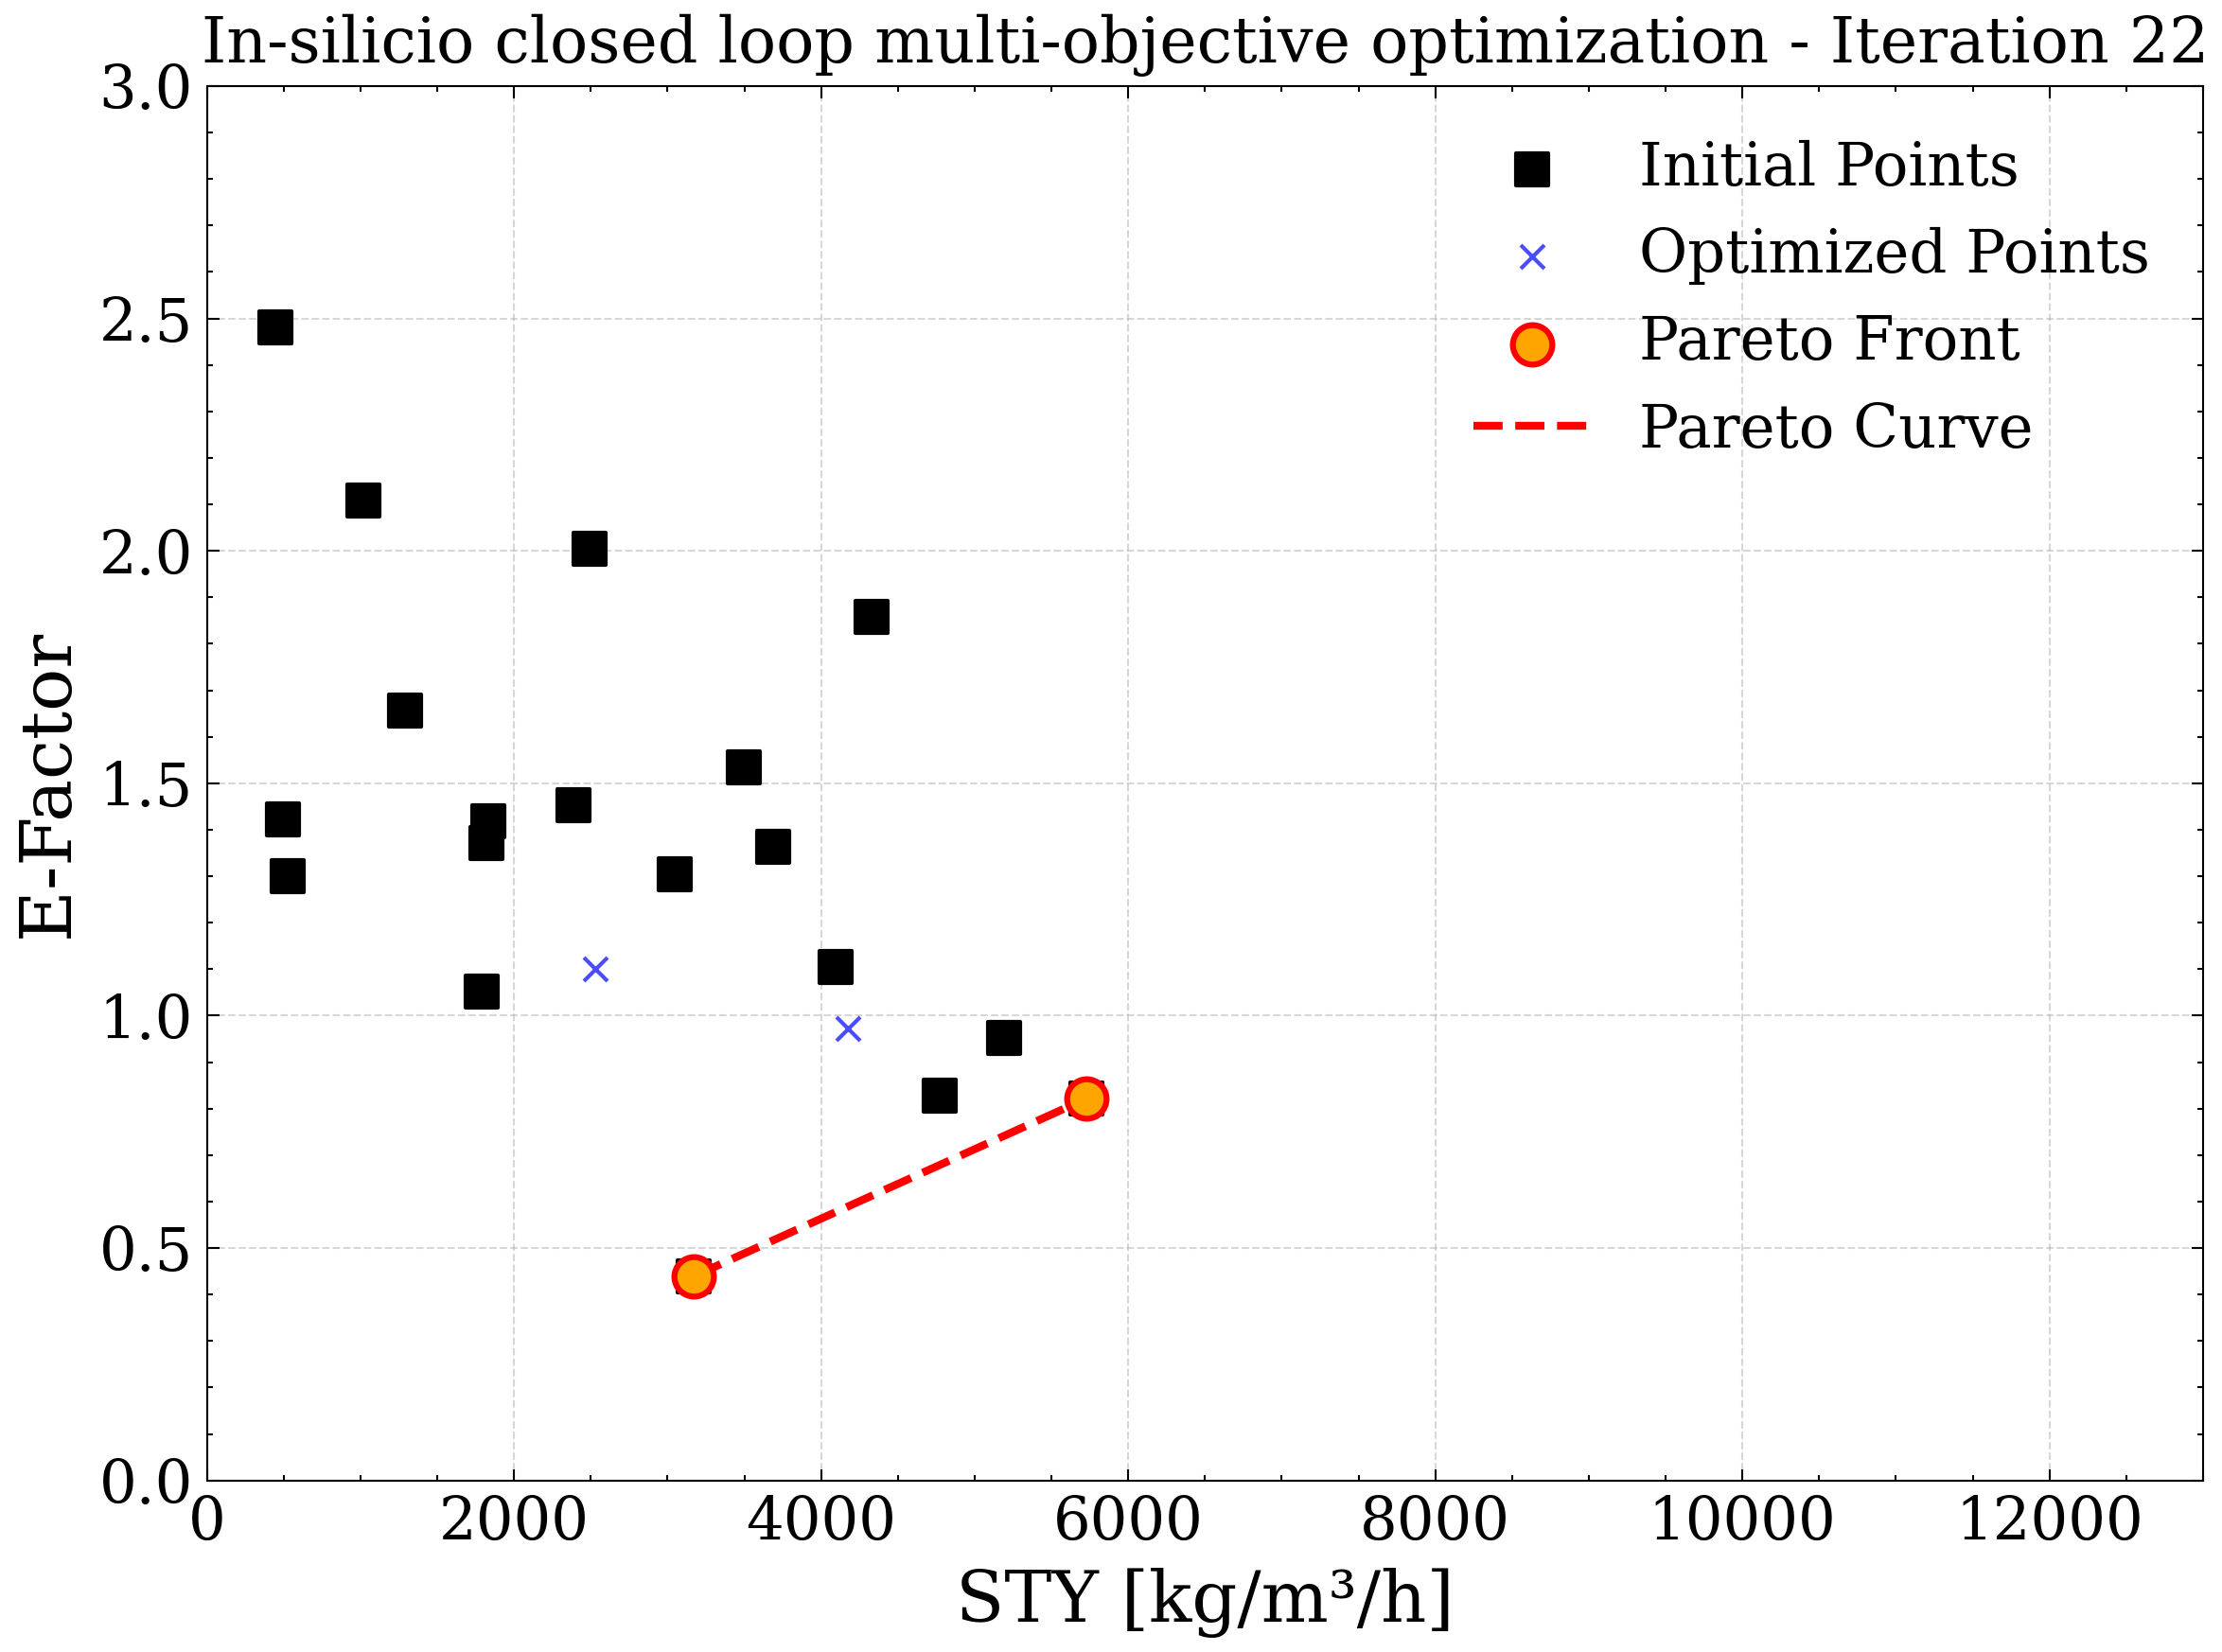 In-silicio closed loop multi-objective optimization - Iteration 22
3.0
2.5
2.0
1.5
1.0
0.5
0.0
E-Factor
Initial Points
Optimized Points
Pareto Front
Pareto Curve
0 2000 4000 6000 8000 10000 12000
STY [kg/m³/h]